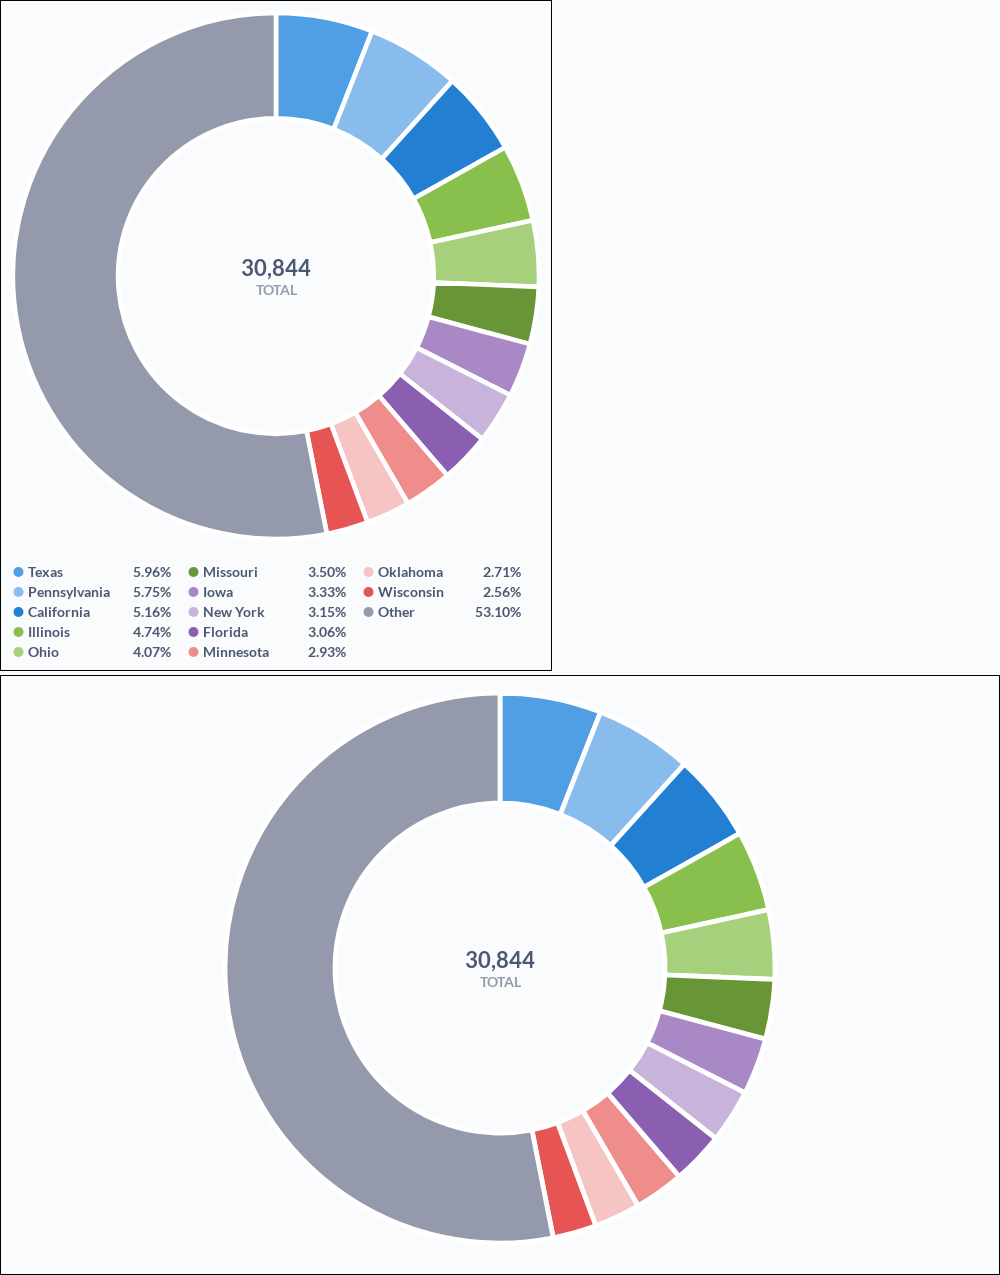 30,844
TOTAL
Texas 5.96% Missouri 3.50% Oklahoma 2.71%
Pennsylvania 5.75% Iowa 3.33% Wisconsin 2.56%
California 5.16% New York 3.15% Other 53.10%
Illinois 4.74% Florida 3.06%
Ohio 4.07% Minnesota 2.93%
30,844
TOTAL